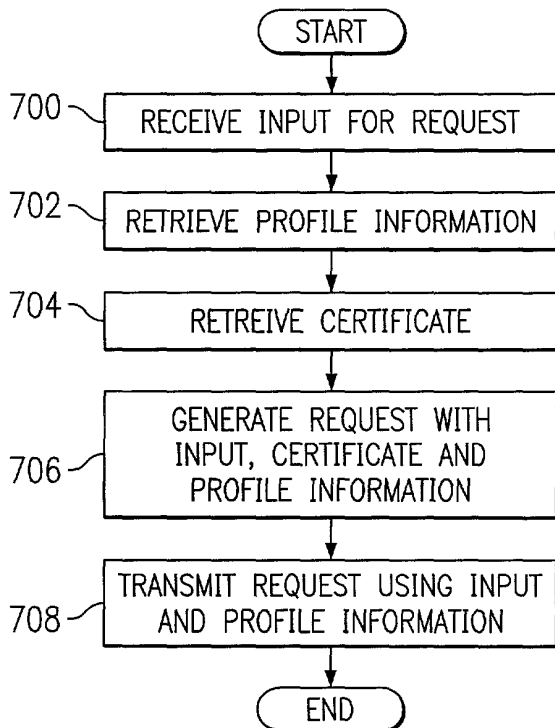 START
700
RECEIVE INPUT FOR REQUEST
702
RETRIEVE PROFILE INFORMATION
704
RETREIVE CERTIFICATE
706
GENERATE REQUEST WITH
INPUT, CERTIFICATE AND
PROFILE INFORMATION
708
TRANSMIT REQUEST USING INPUT
AND PROFILE INFORMATION
END